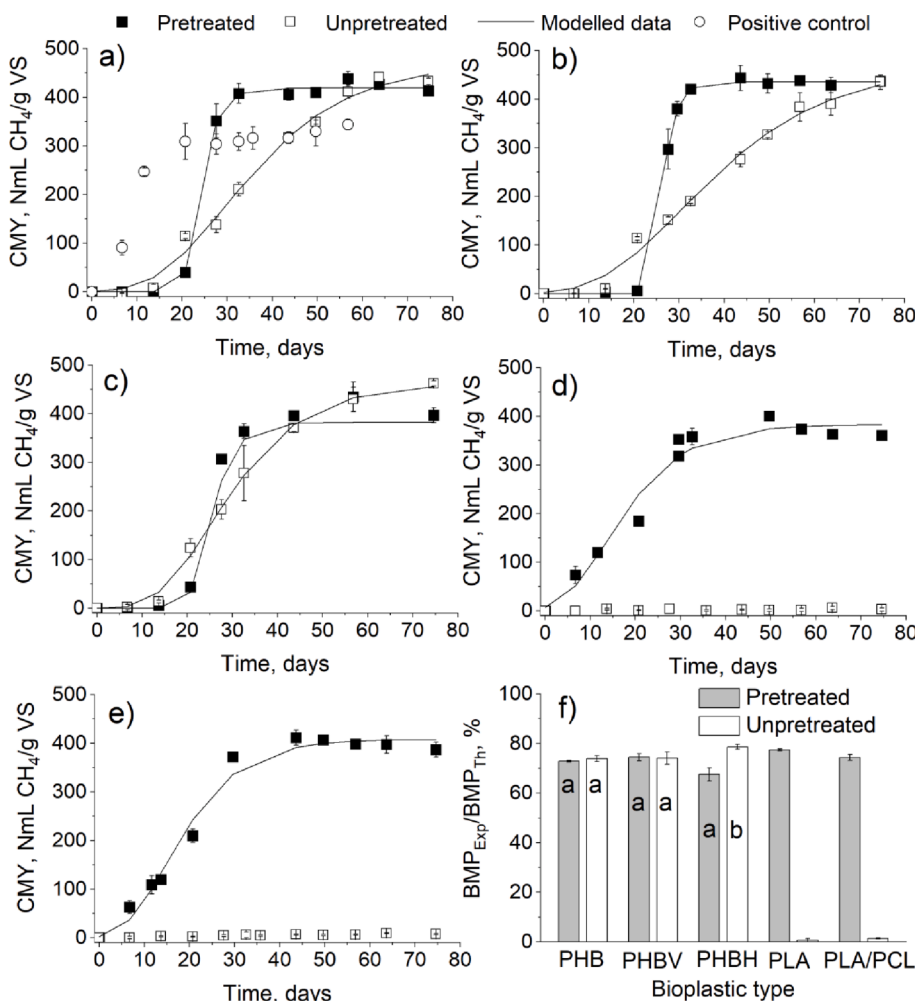 Pretreated Unpretreated Modelled data Positive control
a)
CMY, NmL CH₄/g VS
500
400
300
200
100
0
0 10 20 30 40 50 60 70 80
Time, days
b)
CMY, NmL CH₄/g VS
500
400
300
200
100
0
0 10 20 30 40 50 60 70 80
Time, days
c)
CMY, NmL CH₄/g VS
500
400
300
200
100
0
0 10 20 30 40 50 60 70 80
Time, days
d)
CMY, NmL CH₄/g VS
500
400
300
200
100
0
0 10 20 30 40 50 60 70 80
Time, days
e)
CMY, NmL CH₄/g VS
500
400
300
200
100
0
0 10 20 30 40 50 60 70 80
Time, days
f)
Pretreated
Unpretreated
BMP_Exp/BMP_Th, %
100
80
60
40
20
0
a a a a a b
PHB PHBV PHBH PLA PLA/PCL
Bioplastic type